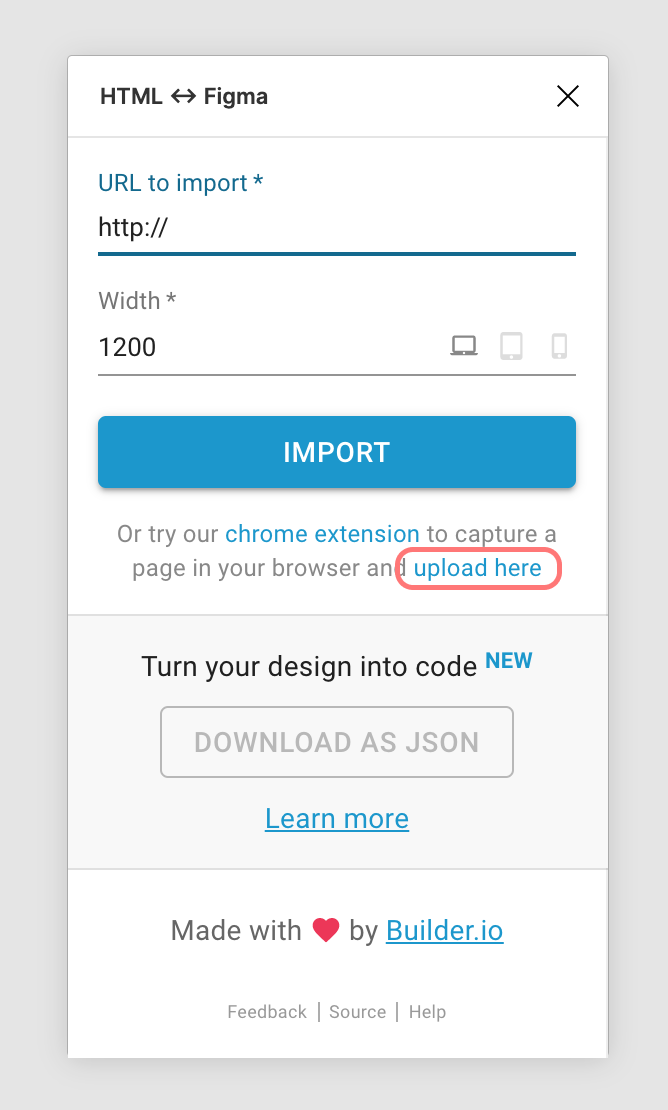 HTML <-> Figma
URL to import *
http://
Width *
1200
IMPORT
Or try our chrome extension to capture a
page in your browser and upload here
Turn your design into code NEW
DOWNLOAD AS JSON
Learn more
Made with ❤ by Builder.io
Feedback | Source | Help